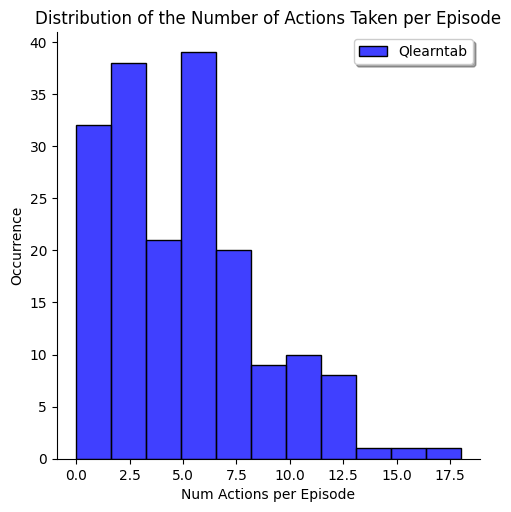 Distribution of the Number of Actions Taken per Episode
Qlearntab
Occurrence
40
35
30
25
20
15
10
5
0
0.0 2.5 5.0 7.5 10.0 12.5 15.0 17.5
Num Actions per Episode